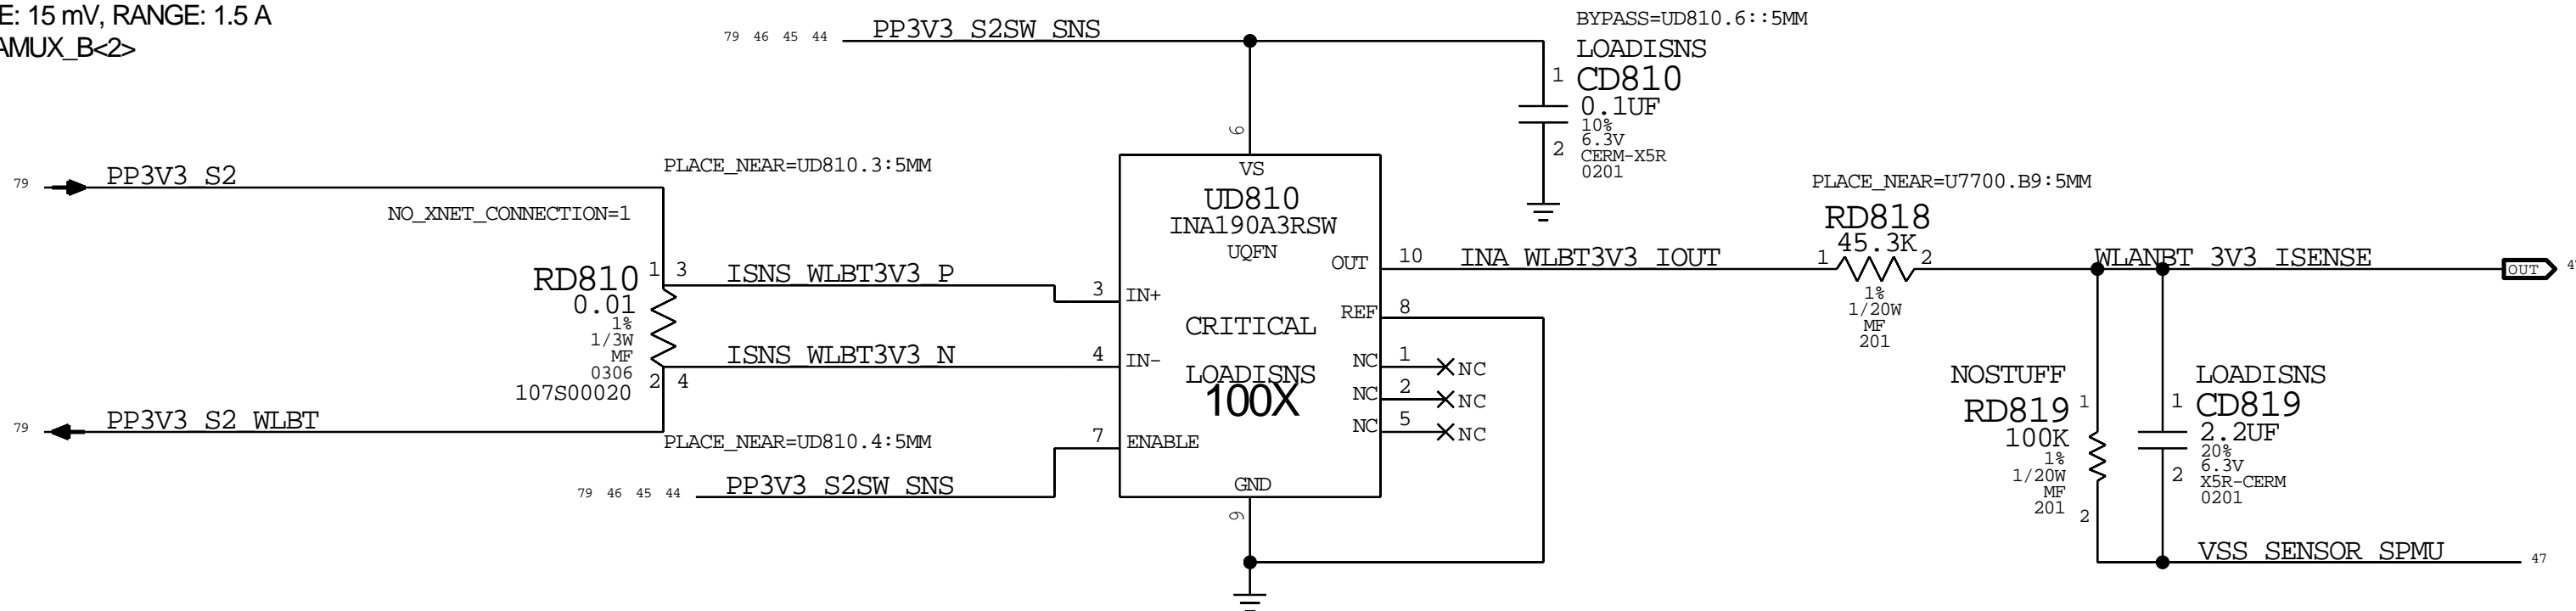 E: 15 mV, RANGE: 1.5 A
AMUX_B<2>
79 46 45 44 PP3V3_S2SW_SNS
BYPASS=UD810.6::5MM
LOADISNS
1 CD810
0.1UF
10%
6.3V
2 CERM-X5R
0201
6
79 PP3V3_S2
PLACE_NEAR=UD810.3:5MM
NO_XNET_CONNECTION=1
RD810 1 3
0.01
1%
1/3W
MF
0306
107S00020 2 4
ISNS_WLBT3V3_P
ISNS_WLBT3V3_N
79 PP3V3_S2_WLBT
PLACE_NEAR=UD810.4:5MM
79 46 45 44 PP3V3_S2SW_SNS
VS
UD810
INA190A3RSW
UQFN
OUT 10
3 IN+
REF 8
CRITICAL
4 IN-
NC 1 NC
LOADISNS
100X
NC 2 NC
NC 5 NC
7 ENABLE
GND
9
INA_WLBT3V3_IOUT
PLACE_NEAR=U7700.B9:5MM
RD818
1 45.3K 2
1%
1/20W
MF
201
WLANBT_3V3_ISENSE
OUT
NOSTUFF
RD819 1
100K
1%
1/20W
MF
201 2
LOADISNS
1 CD819
2.2UF
20%
6.3V
2 X5R-CERM
0201
VSS_SENSOR_SPMU 47